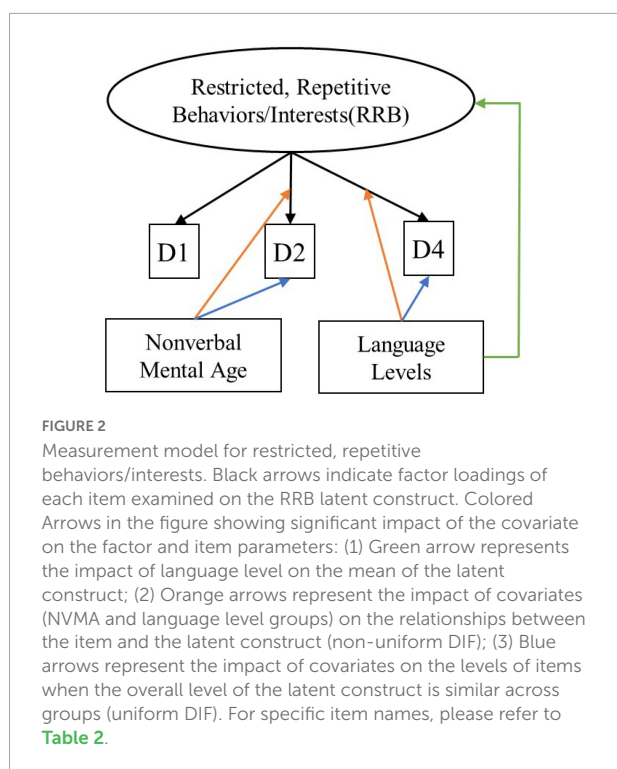 Restricted, Repetitive
Behaviors/Interests(RRB)
D1
D2
D4
Nonverbal
Mental Age
Language
Levels
FIGURE 2
Measurement model for restricted, repetitive
behaviors/interests. Black arrows indicate factor loadings of
each item examined on the RRB latent construct. Colored
Arrows in the figure showing significant impact of the covariate
on the factor and item parameters: (1) Green arrow represents
the impact of language level on the mean of the latent
construct; (2) Orange arrows represent the impact of covariates
(NVMA and language level groups) on the relationships between
the item and the latent construct (non-uniform DIF); (3) Blue
arrows represent the impact of covariates on the levels of items
when the overall level of the latent construct is similar across
groups (uniform DIF). For specific item names, please refer to
Table 2.